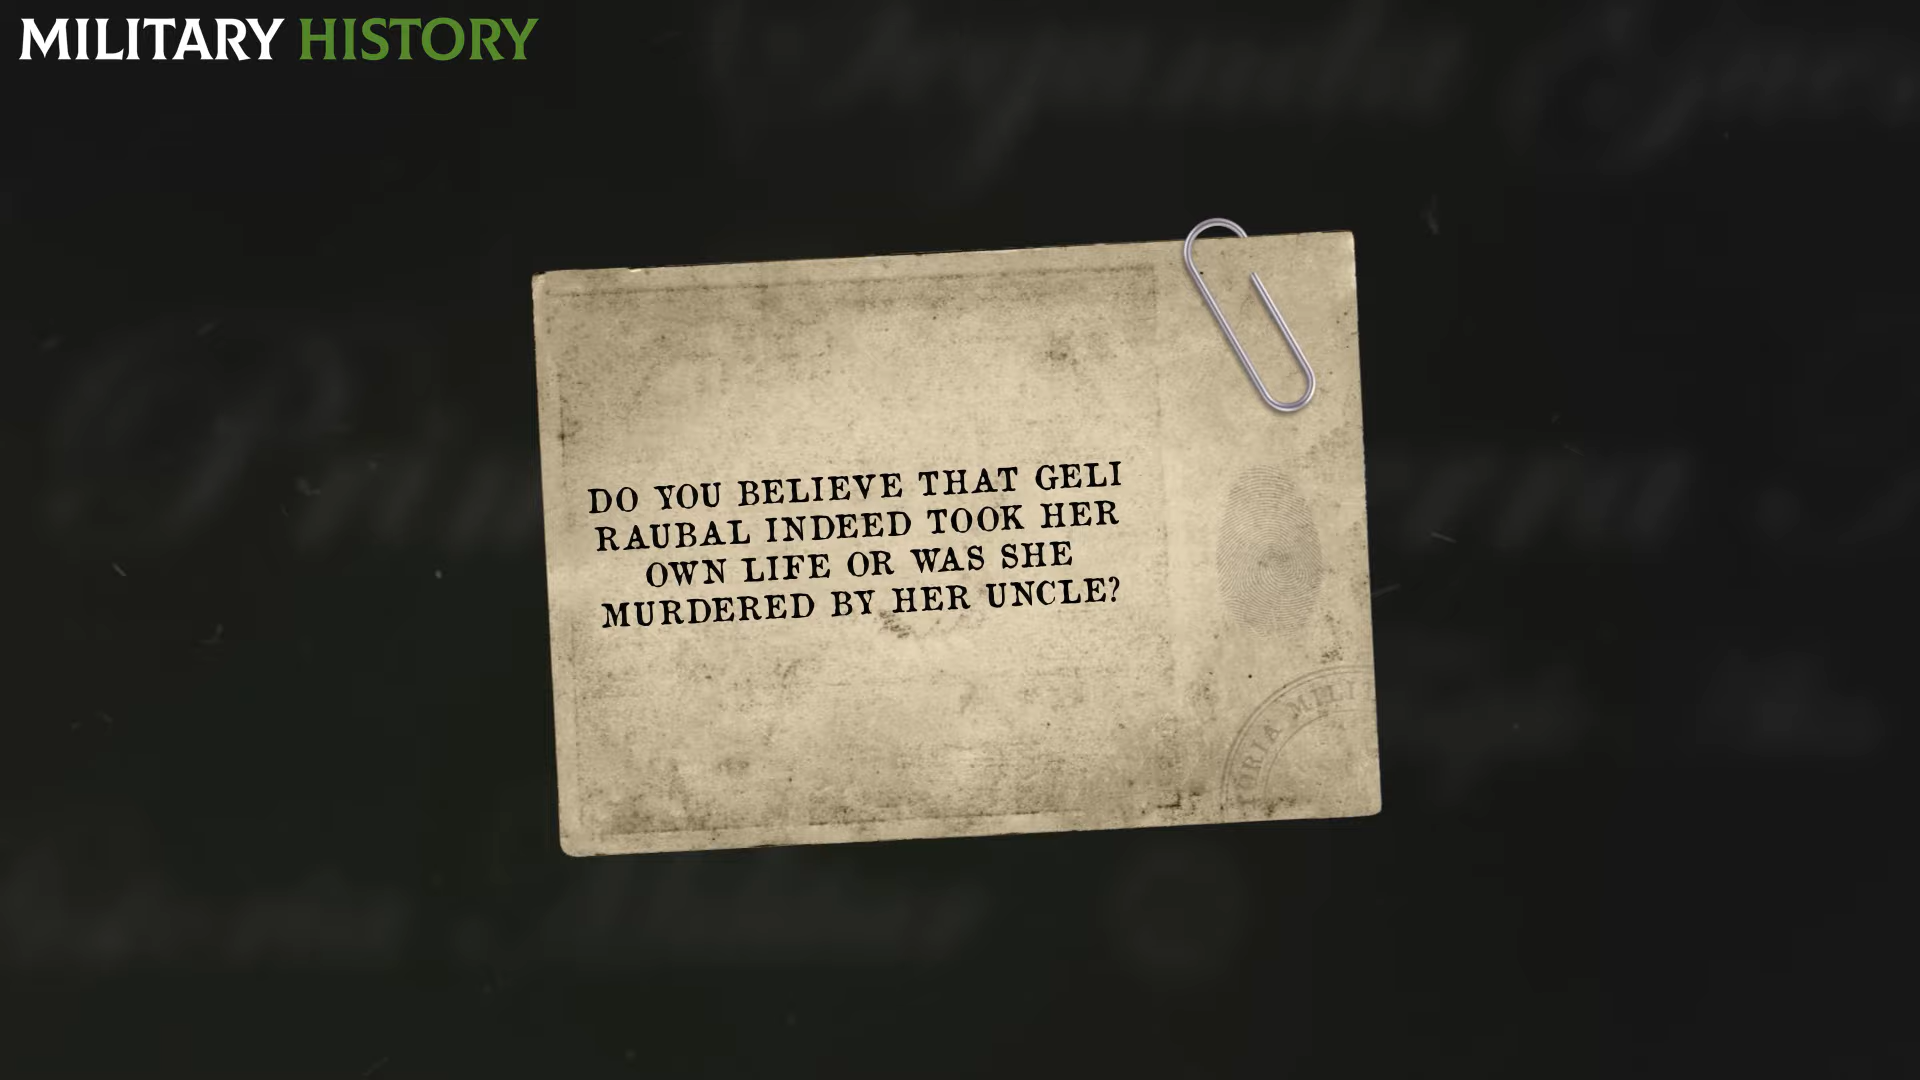 MILITARY HISTORY
DO YOU BELIEVE THAT GELI
RAUBAL INDEED TOOK HER
OWN LIFE OR WAS SHE
MURDERED BY HER UNCLE?